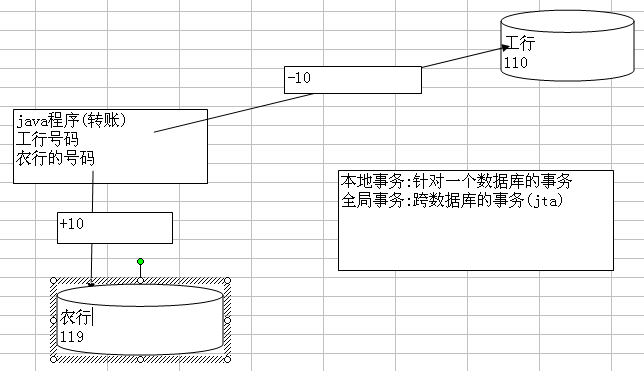 工行
110
-10
java程序(转账)
工行号码
农行的号码
本地事务:针对一个数据库的事务
全局事务:跨数据库的事务(jta)
+10
农行
119